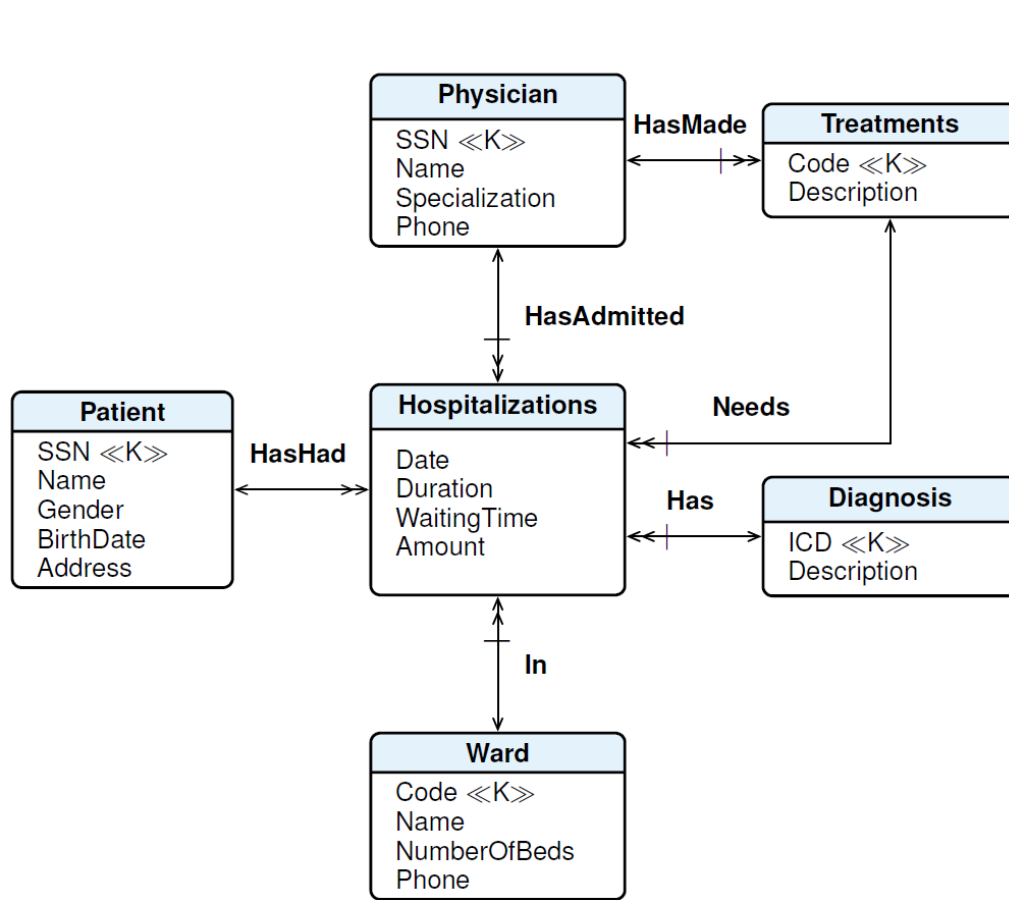 Physician
SSN ≪K≫
Name
Specialization
Phone
HasMade
Treatments
Code ≪K≫
Description
HasAdmitted
Patient
SSN ≪K≫
Name
Gender
BirthDate
Address
HasHad
Hospitalizations
Date
Duration
WaitingTime
Amount
Needs
Has
Diagnosis
ICD ≪K≫
Description
In
Ward
Code ≪K≫
Name
NumberOfBeds
Phone